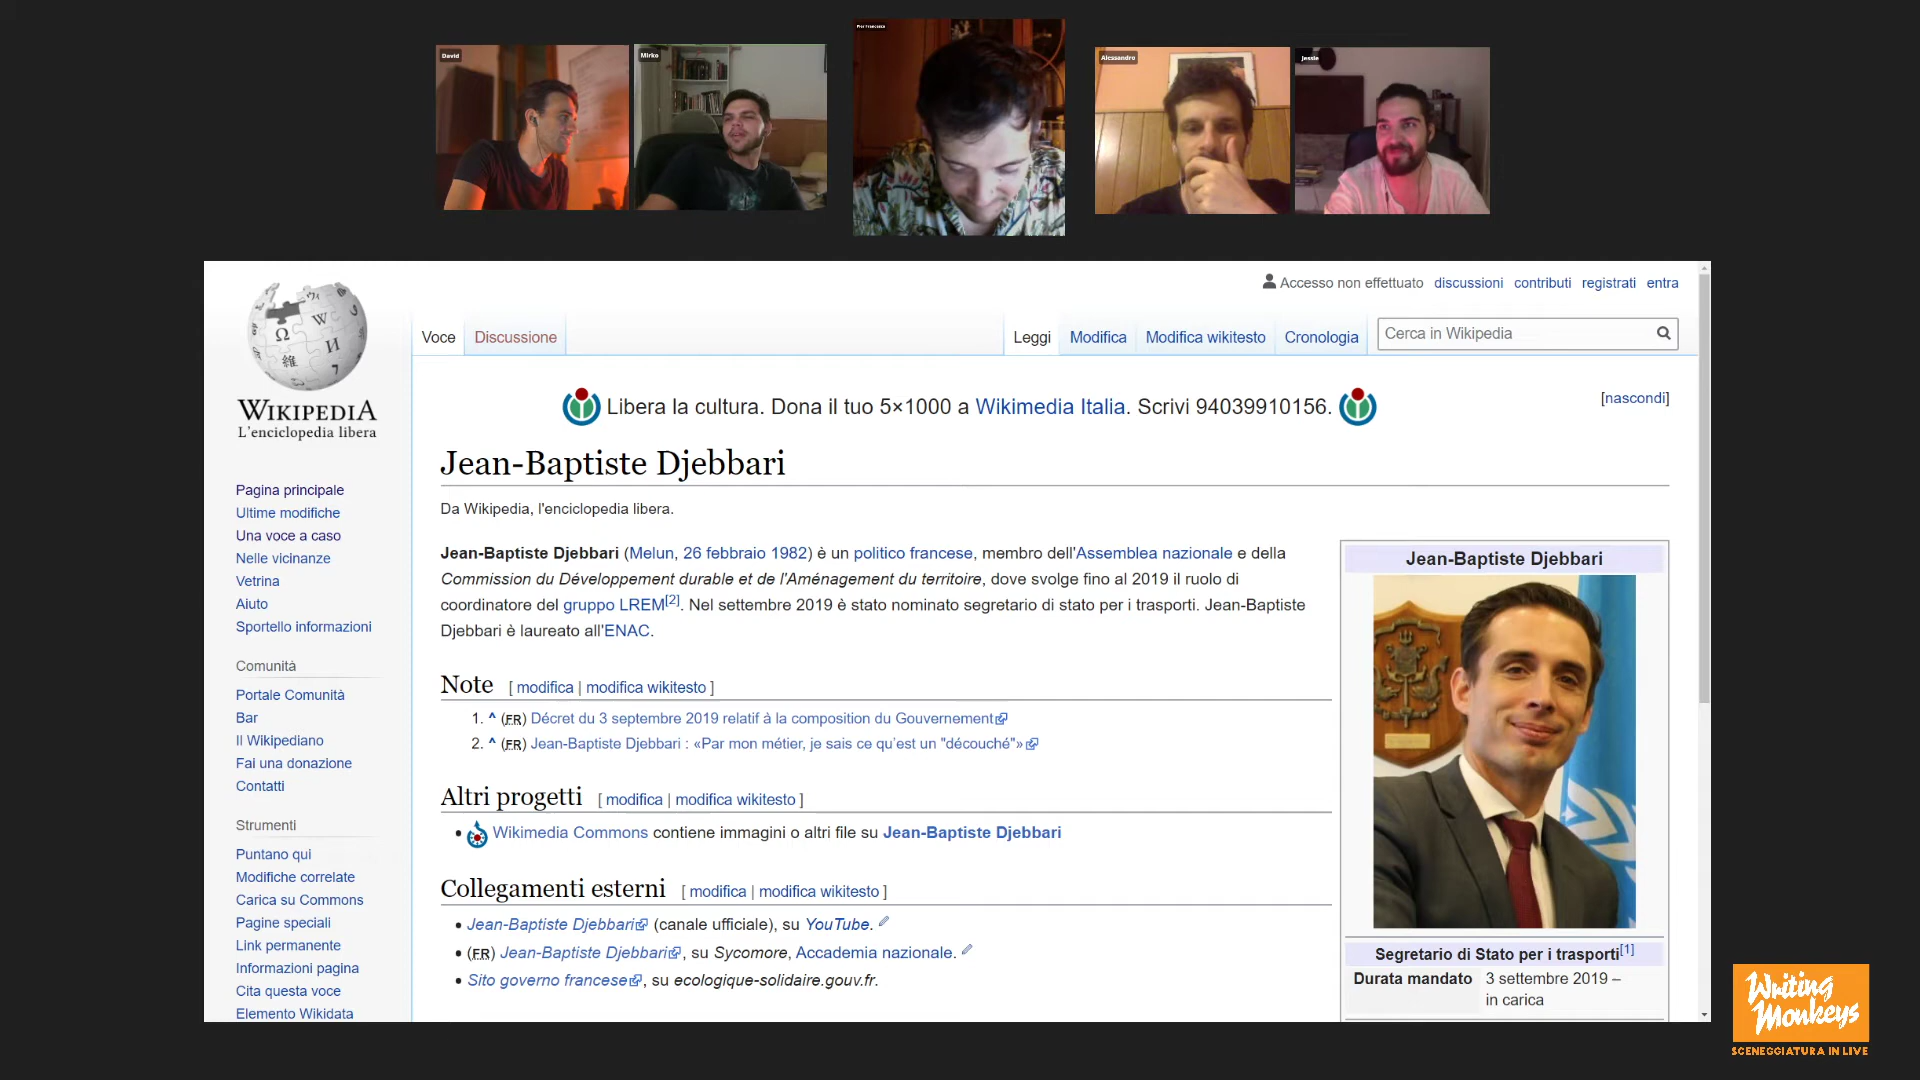 David
Mirko
Pier Francesco
Alessandro
Jessie
Accesso non effettuato discussioni contributi registrati entra
Voce Discussione Leggi Modifica Modifica wikitesto Cronologia Cerca in Wikipedia
WIKIPEDIA
L'enciclopedia libera
Libera la cultura. Dona il tuo 5×1000 a Wikimedia Italia. Scrivi 94039910156.
[nascondi]
Jean-Baptiste Djebbari
Da Wikipedia, l'enciclopedia libera.
Jean-Baptiste Djebbari (Melun, 26 febbraio 1982) è un politico francese, membro dell'Assemblea nazionale e della
Commission du Développement durable et de l'Aménagement du territoire, dove svolge fino al 2019 il ruolo di
coordinatore del gruppo LREM[2]. Nel settembre 2019 è stato nominato segretario di stato per i trasporti. Jean-Baptiste
Djebbari è laureato all'ENAC.
Note [ modifica | modifica wikitesto ]
1. ^ (FR) Décret du 3 septembre 2019 relatif à la composition du Gouvernement
2. ^ (FR) Jean-Baptiste Djebbari : «Par mon métier, je sais ce qu'est un "découché"»
Altri progetti [ modifica | modifica wikitesto ]
• Wikimedia Commons contiene immagini o altri file su Jean-Baptiste Djebbari
Collegamenti esterni [ modifica | modifica wikitesto ]
• Jean-Baptiste Djebbari (canale ufficiale), su YouTube.
• (FR) Jean-Baptiste Djebbari, su Sycomore, Accademia nazionale.
• Sito governo francese, su ecologique-solidaire.gouv.fr.
Jean-Baptiste Djebbari
Segretario di Stato per i trasporti[1]
Durata mandato 3 settembre 2019 –
in carica
Pagina principale
Ultime modifiche
Una voce a caso
Nelle vicinanze
Vetrina
Aiuto
Sportello informazioni
Comunità
Portale Comunità
Bar
Il Wikipediano
Fai una donazione
Contatti
Strumenti
Puntano qui
Modifiche correlate
Carica su Commons
Pagine speciali
Link permanente
Informazioni pagina
Cita questa voce
Elemento Wikidata
Writing
Monkeys
SCENEGGIATURA IN LIVE